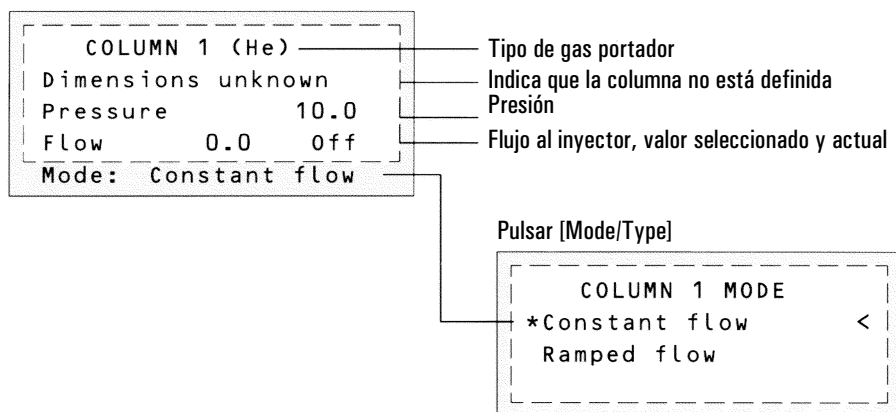 COLUMN 1 (He)
Dimensions unknown
Pressure 10.0
Flow 0.0 Off
Mode: Constant flow
Tipo de gas portador
Indica que la columna no está definida
Presión
Flujo al inyector, valor seleccionado y actual
Pulsar [Mode/Type]
COLUMN 1 MODE
*Constant flow <
Ramped flow